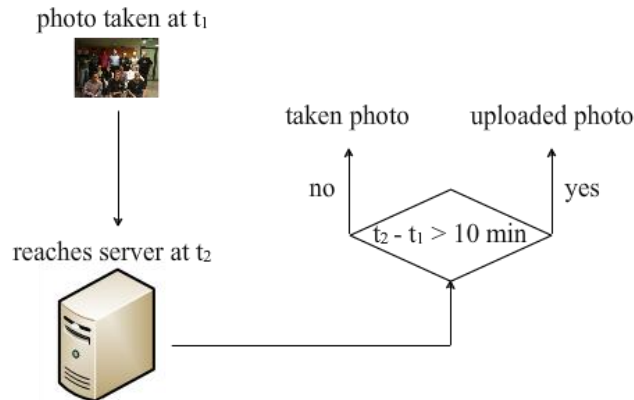 photo taken at t₁
taken photo
uploaded photo
no
yes
t₂ - t₁ > 10 min
reaches server at t₂